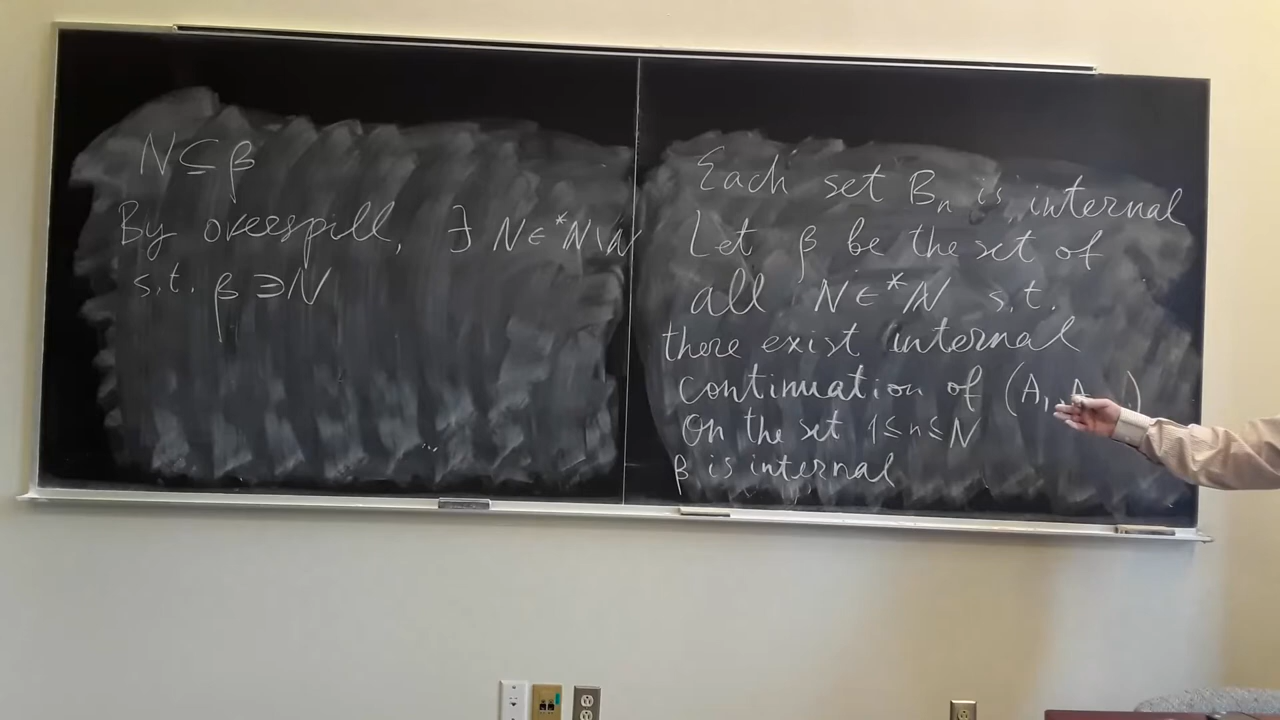 N ⊆ β
By overspill, ∃ N ∈ *N \ N
s.t. β ∋ N
Each set Bₙ is internal
Let β be the set of
all N ∈ *N s.t.
there exist internal
continuation of (A₁, A )
On the set 1 ≤ n ≤ N
β is internal